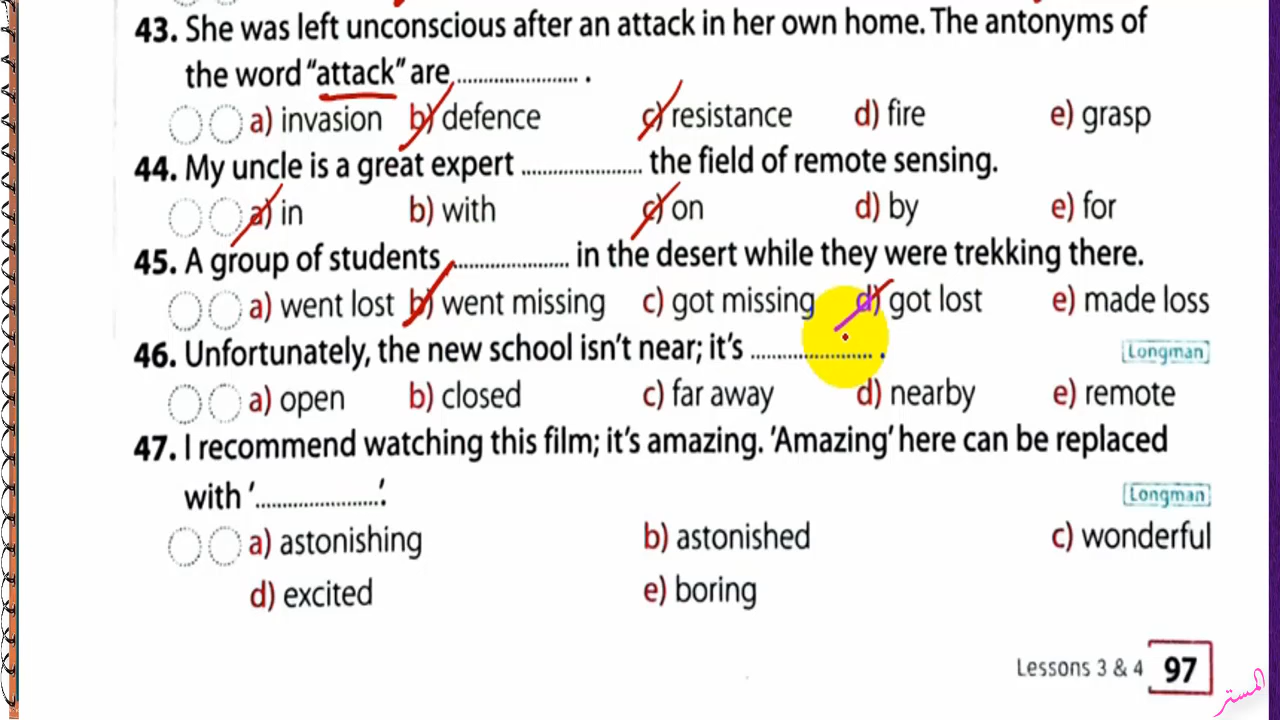 43. She was left unconscious after an attack in her own home. The antonyms of
the word "attack" are ........................ .
a) invasion b) defence c) resistance d) fire e) grasp
44. My uncle is a great expert ........................ the field of remote sensing.
a) in b) with c) on d) by e) for
45. A group of students ........................ in the desert while they were trekking there.
a) went lost b) went missing c) got missing d) got lost e) made loss
46. Unfortunately, the new school isn't near; it's ........................ .
Longman
a) open b) closed c) far away d) nearby e) remote
47. I recommend watching this film; it's amazing. 'Amazing' here can be replaced
with '........................'.
Longman
a) astonishing b) astonished c) wonderful
d) excited e) boring
Lessons 3 & 4 97
المستر